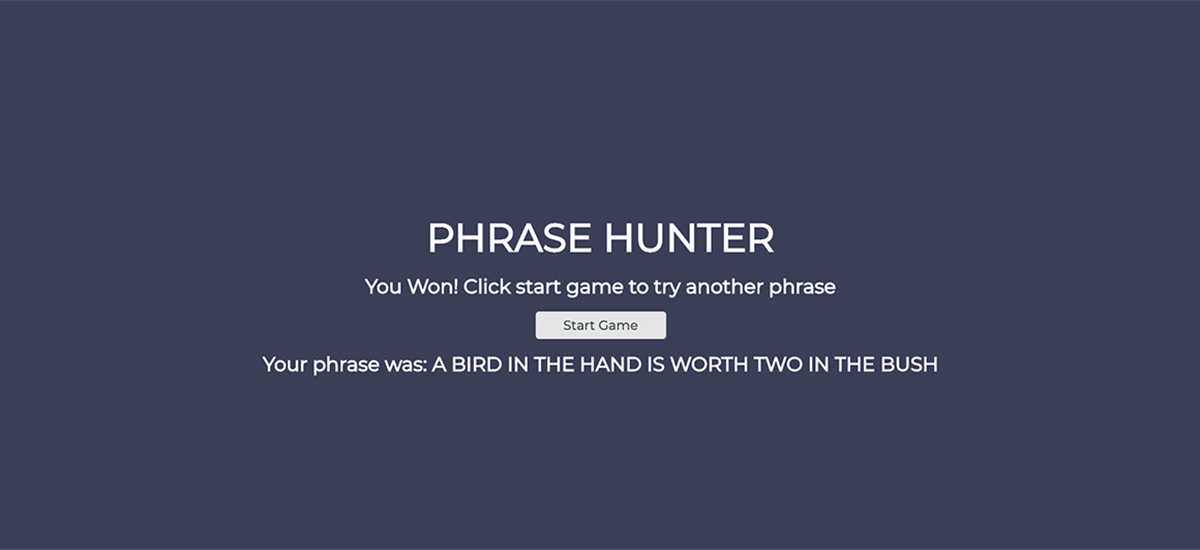 PHRASE HUNTER
You Won! Click start game to try another phrase
Start Game
Your phrase was: A BIRD IN THE HAND IS WORTH TWO IN THE BUSH